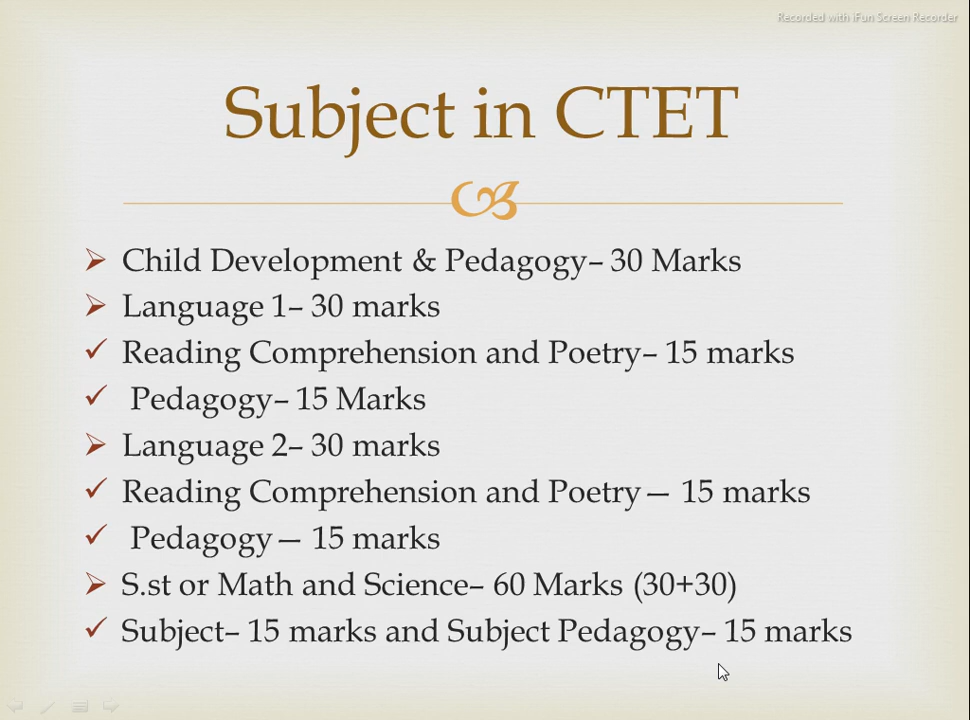 Recorded with iFun Screen Recorder
Subject in CTET
Child Development & Pedagogy– 30 Marks
Language 1– 30 marks
Reading Comprehension and Poetry– 15 marks
Pedagogy– 15 Marks
Language 2– 30 marks
Reading Comprehension and Poetry— 15 marks
Pedagogy— 15 marks
S.st or Math and Science– 60 Marks (30+30)
Subject– 15 marks and Subject Pedagogy– 15 marks